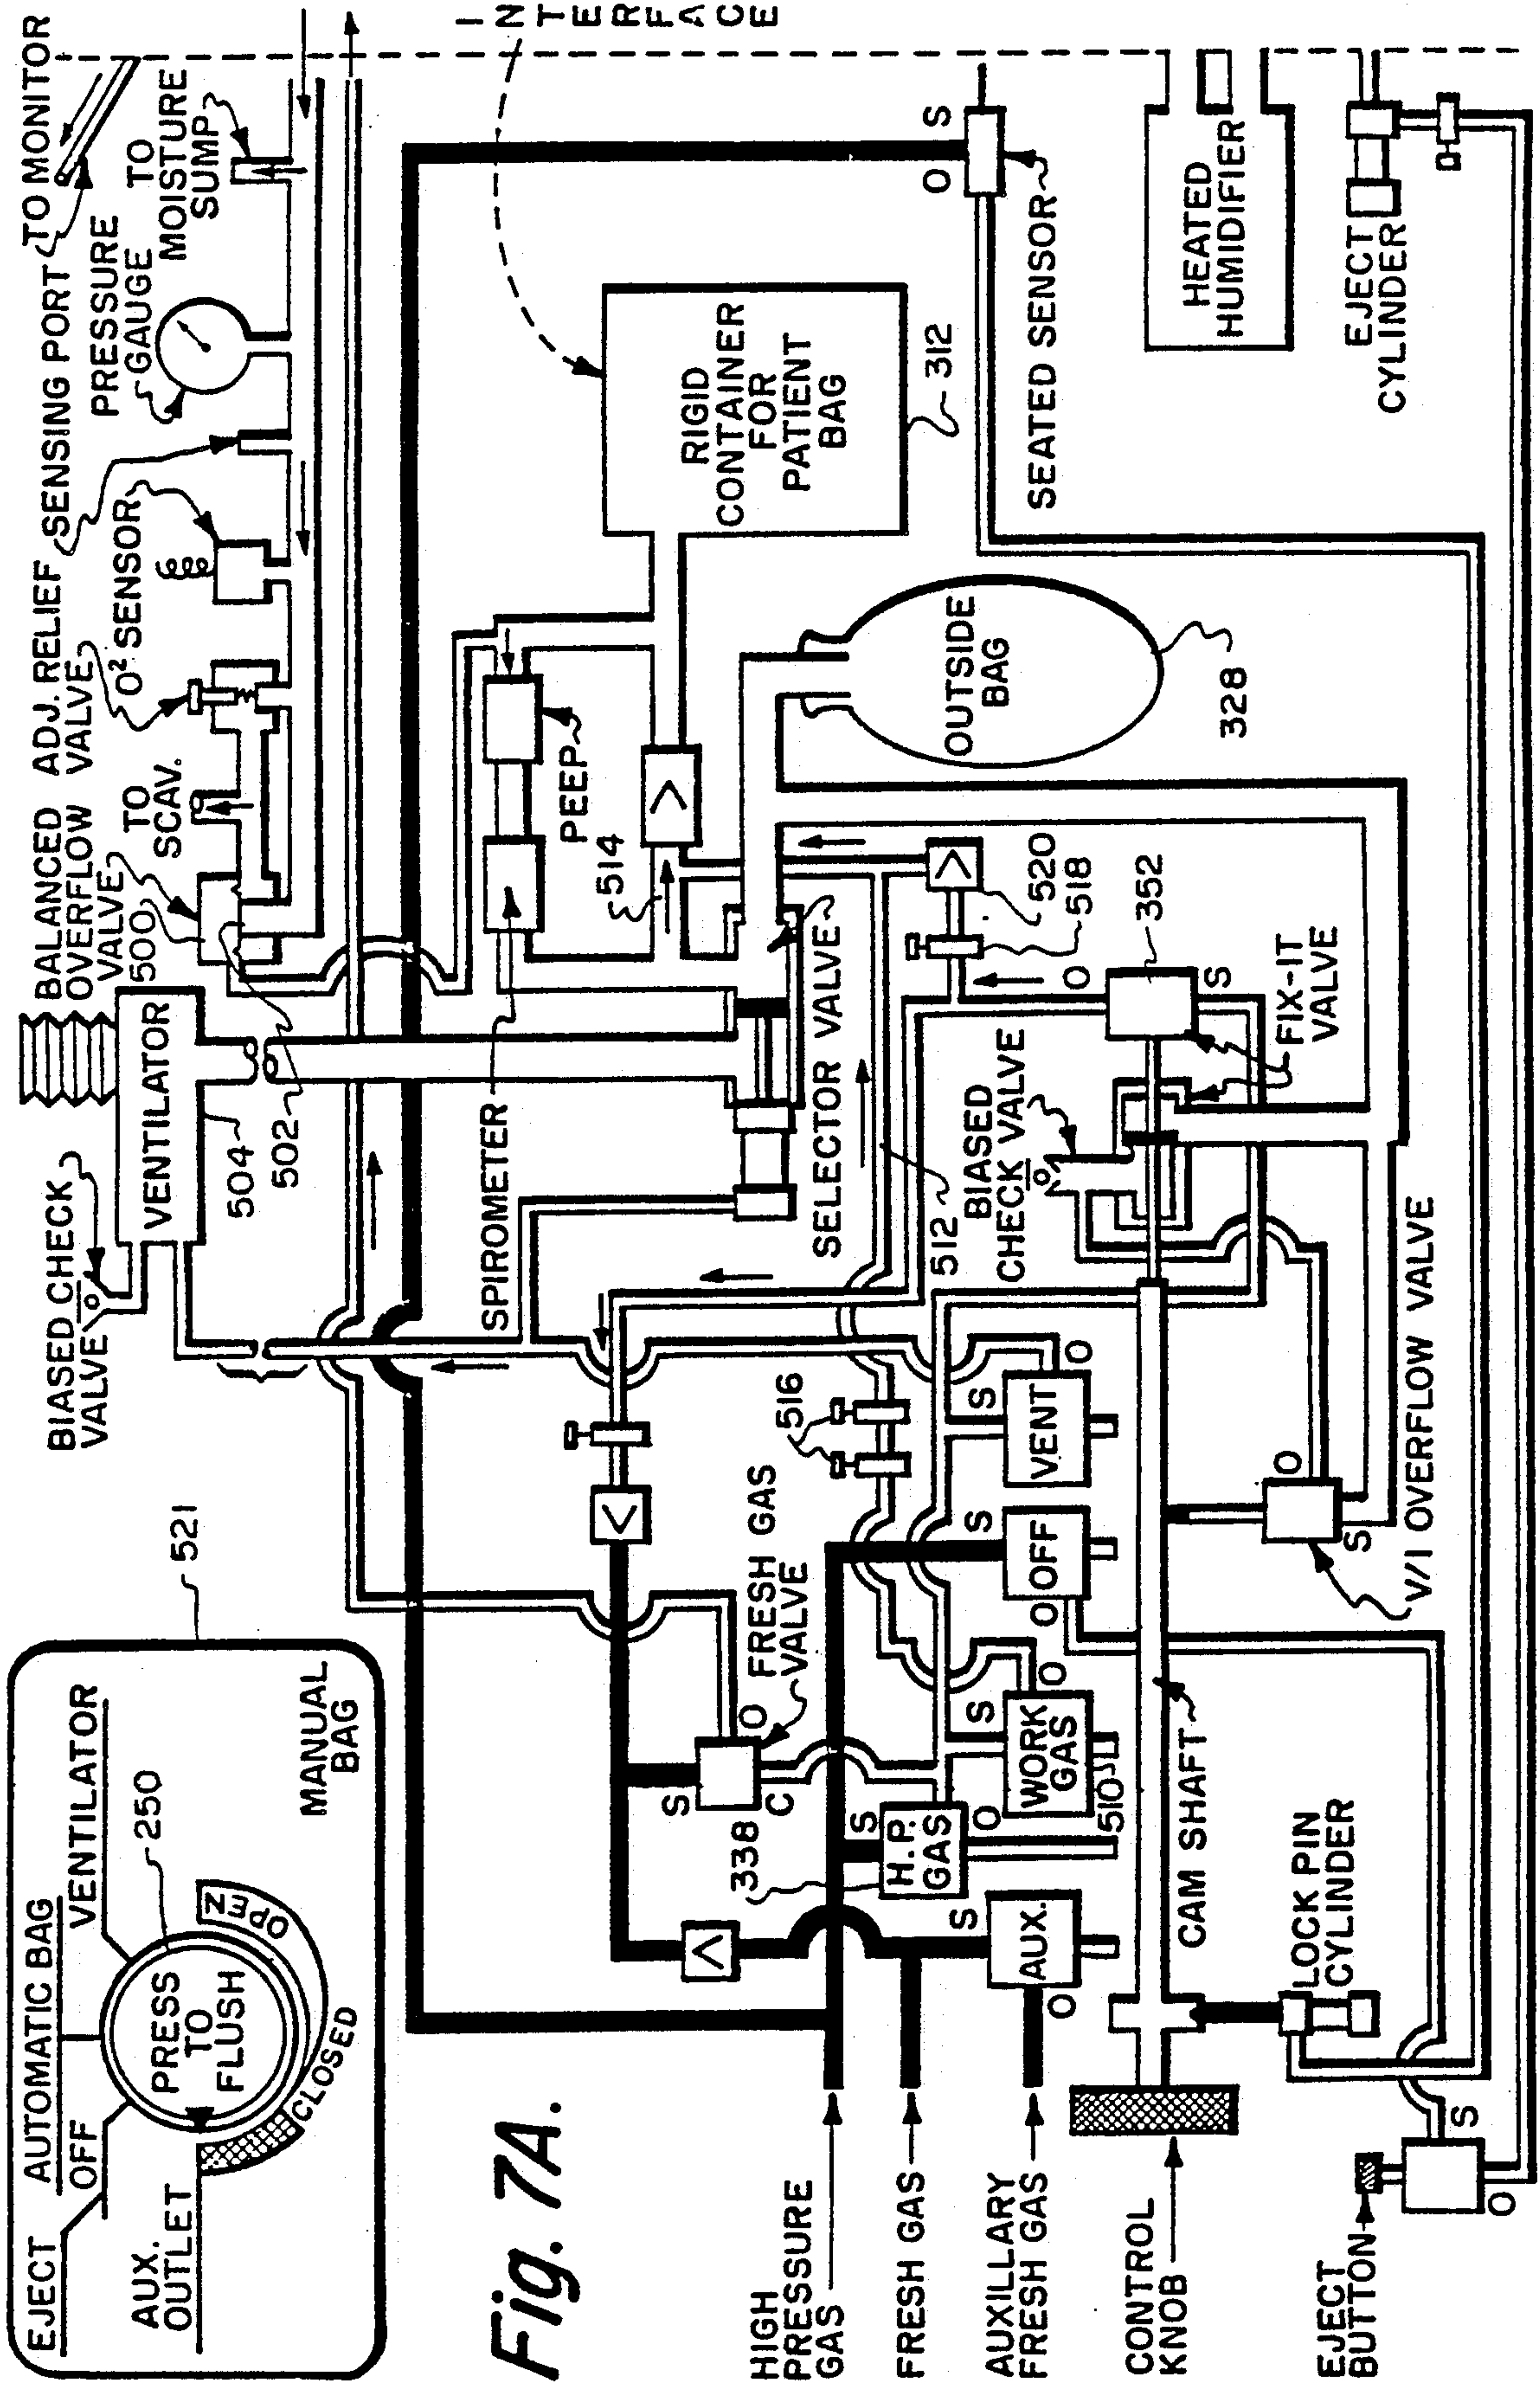 EJECT
AUTOMATIC BAG
OFF
VENTILATOR
250
PRESS
TO
FLUSH
AUX.
OUTLET
OPEN
CLOSED
MANUAL
BAG
521
BIASED CHECK
VALVE
VENTILATOR
504
502
BALANCED
OVERFLOW
VALVE
500
TO
SCAV.
ADJ. RELIEF
VALVE
O² SENSOR
SENSING PORT
PRESSURE
GAUGE
TO MONITOR
TO
MOISTURE
SUMP
INTERFACE
Fig. 7A.
SPIROMETER
PEEP
514
RIGID
CONTAINER
FOR
PATIENT
BAG
312
SELECTOR VALVE
OUTSIDE
BAG
328
O
S
SEATED SENSOR
HEATED
HUMIDIFIER
EJECT
CYLINDER
FRESH GAS
VALVE
S
O
C
516
512
520
518
352
O
S
FIX-IT
VALVE
BIASED
CHECK VALVE
338
S
H.P.
GAS
O
S
WORK
GAS
O
510
S
OFF
O
S
VENT
O
S
AUX.
O
HIGH
PRESSURE
GAS
FRESH GAS
AUXILLARY
FRESH GAS
CONTROL
KNOB
CAM SHAFT
LOCK PIN
CYLINDER
O
S
V/I OVERFLOW VALVE
EJECT
BUTTON
S
O